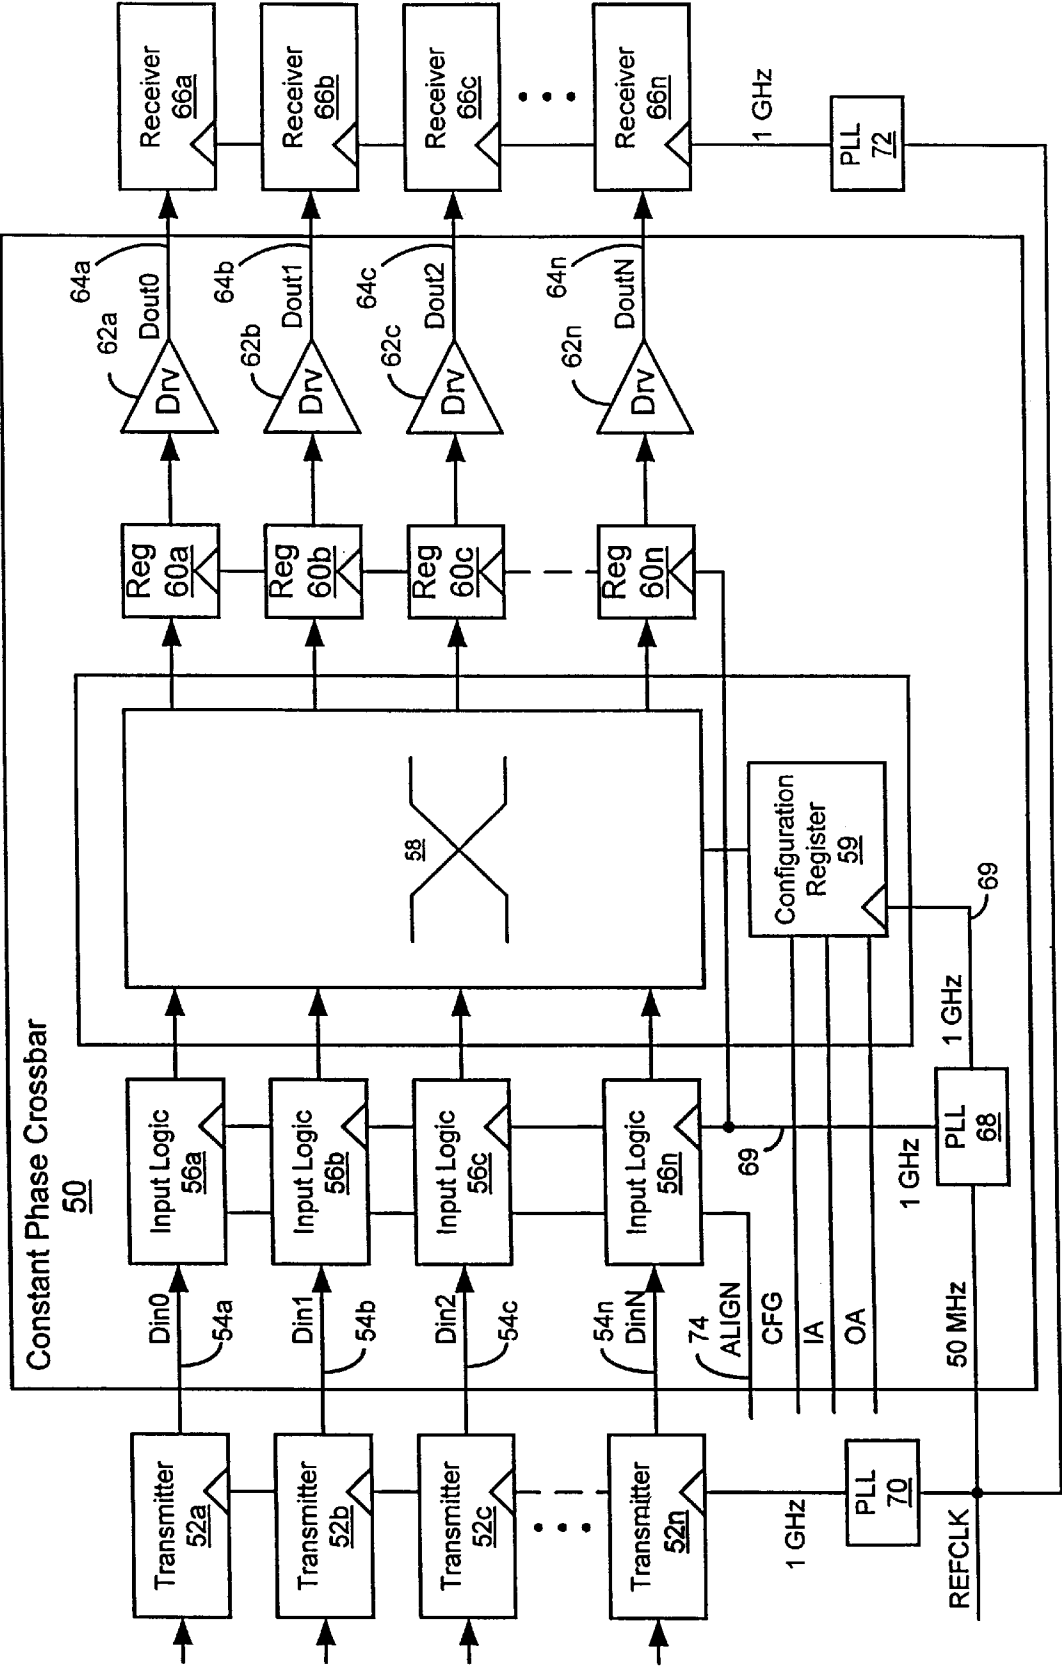 Constant Phase Crossbar
50
Transmitter
52a
Transmitter
52b
Transmitter
52c
Transmitter
52n
Din0
54a
Din1
54b
Din2
54c
54n
DinN
Input Logic
56a
Input Logic
56b
Input Logic
56c
Input Logic
56n
58
Configuration
Register
59
Reg
60a
Reg
60b
Reg
60c
Reg
60n
Drv
62a
Drv
62b
Drv
62c
Drv
62n
64a
Dout0
64b
Dout1
64c
Dout2
64n
DoutN
Receiver
66a
Receiver
66b
Receiver
66c
Receiver
66n
74
ALIGN
CFG
IA
OA
69
69
1 GHz
1 GHz
PLL
68
50 MHz
1 GHz
PLL
70
REFCLK
1 GHz
PLL
72